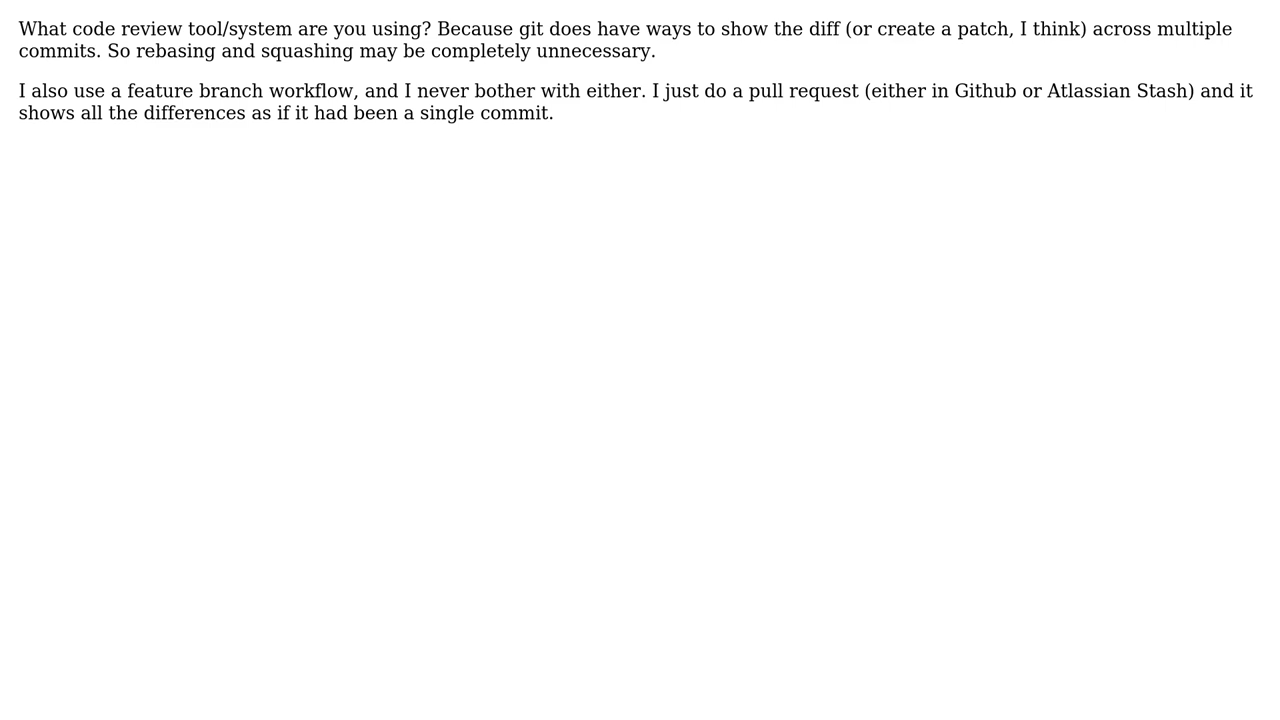 What code review tool/system are you using? Because git does have ways to show the diff (or create a patch, I think) across multiple
commits. So rebasing and squashing may be completely unnecessary.
I also use a feature branch workflow, and I never bother with either. I just do a pull request (either in Github or Atlassian Stash) and it
shows all the differences as if it had been a single commit.